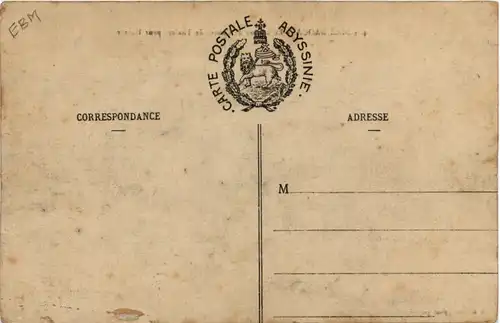 EBM
· CARTE POSTALE ABYSSINIE.·
CORRESPONDANCE
ADRESSE
M